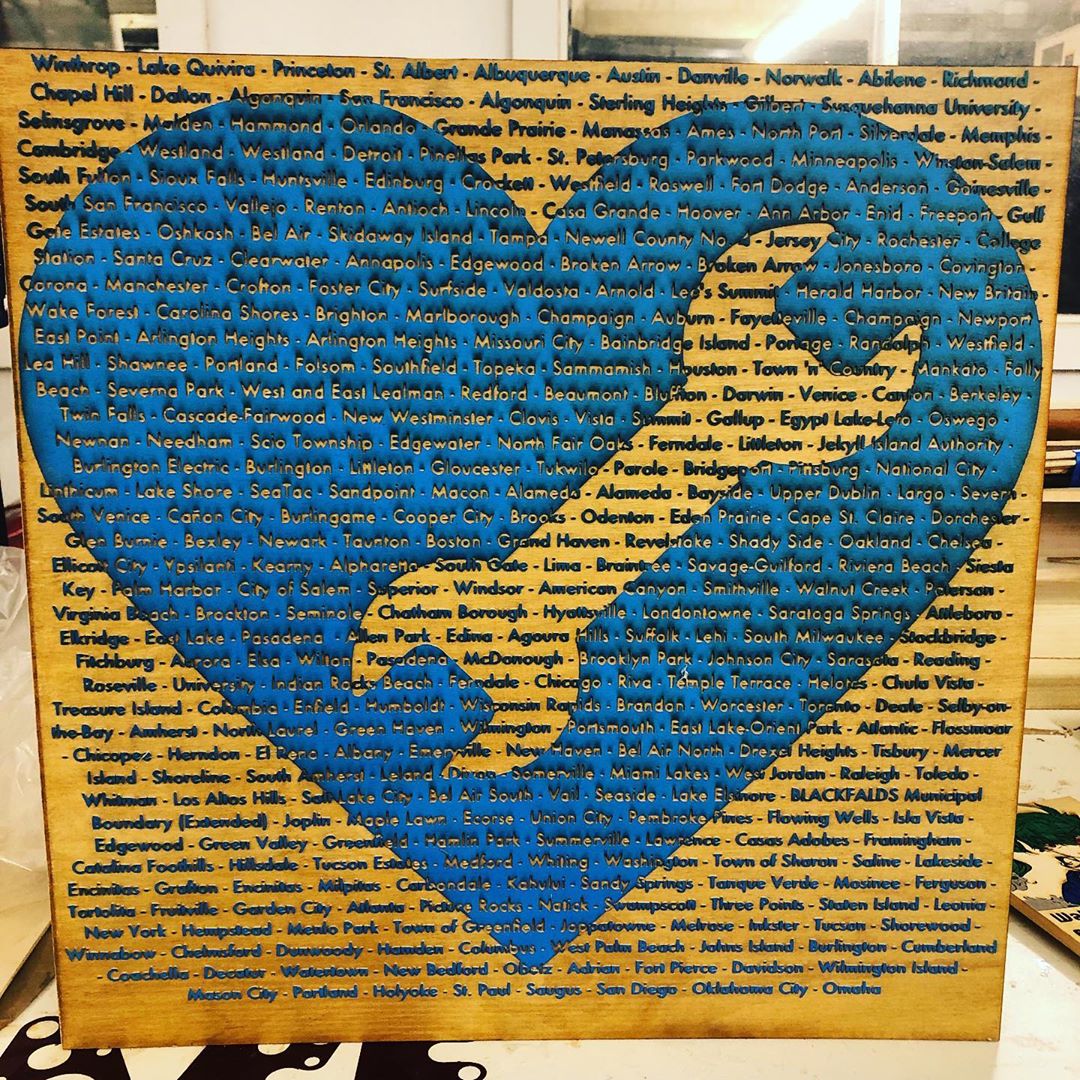 Winthrop - Lake Quivira - Princeton - St. Albert - Albuquerque - Austin - Danville - Norwalk - Abilene - Richmond -
Chapel Hill - Dalton - Algonquin - San Francisco - Algonquin - Sterling Heights - Gilbert - Susquehanna University -
Selinsgrove - Malden - Hammond - Orlando - Grande Prairie - Manassas - Ames - North Port - Silverdale - Memphis -
Cambridge - Westland - Westland - Detroit - Pinellas Park - St. Petersburg - Parkwood - Minneapolis - Winston-Salem -
South Fulton - Sioux Falls - Huntsville - Edinburg - Crockett - Westfield - Roswell - Fort Dodge - Anderson - Gainesville -
South San Francisco - Vallejo - Renton - Antioch - Lincoln - Casa Grande - Hoover - Ann Arbor - Enid - Freeport - Gulf
Gate Estates - Oshkosh - Bel Air - Skidaway Island - Tampa - Newell County No. 4 - Jersey City - Rochester - College
Station - Santa Cruz - Clearwater - Annapolis - Edgewood - Broken Arrow - Broken Arrow - Jonesboro - Covington -
Corona - Manchester - Crofton - Foster City - Surfside - Valdosta - Arnold - Lee's Summit - Herald Harbor - New Britain -
Wake Forest - Carolina Shores - Brighton - Marlborough - Champaign - Auburn - Fayetteville - Champaign - Newport -
East Point - Arlington Heights - Arlington Heights - Missouri City - Bainbridge Island - Portage - Randolph - Westfield -
Lea Hill - Shawnee - Portland - Folsom - Southfield - Topeka - Sammamish - Houston - Town 'n' Country - Mankato - Folly
Beach - Severna Park - West and East Lealman - Redford - Beaumont - Bluffton - Darwin - Venice - Canton - Berkeley -
Twin Falls - Cascade-Fairwood - New Westminster - Clovis - Vista - Summit - Gallup - Egypt Lake-Leto - Oswego -
Newnan - Needham - Scio Township - Edgewater - North Fair Oaks - Ferndale - Littleton - Jekyll Island Authority -
Burlington Electric - Burlington - Littleton - Gloucester - Tukwila - Parole - Bridgeport - Pittsburg - National City -
Linthicum - Lake Shore - SeaTac - Sandpoint - Macon - Alameda - Alameda - Bayside - Upper Dublin - Largo - Severn -
South Venice - Cañon City - Burlingame - Cooper City - Brooks - Odenton - Eden Prairie - Cape St. Claire - Dorchester -
Glen Burnie - Bexley - Newark - Taunton - Boston - Grand Haven - Revelstoke - Shady Side - Oakland - Chelsea -
Ellicott City - Ypsilanti - Kearny - Alpharetta - South Gate - Lima - Braintree - Savage-Guilford - Riviera Beach - Siesta
Key - Palm Harbor - City of Salem - Superior - Windsor - American Canyon - Smithville - Walnut Creek - Paterson -
Virginia Beach - Brockton - Seminole - Chatham Borough - Hyattsville - Londontowne - Saratoga Springs - Attleboro -
Elkridge - East Lake - Pasadena - Allen Park - Edina - Agoura Hills - Suffolk - Lehi - South Milwaukee - Stockbridge -
Fitchburg - Aurora - Elsa - Wilton - Pasadena - McDonough - Brooklyn Park - Johnson City - Sarasota - Reading -
Roseville - University - Indian Rocks Beach - Ferndale - Chicago - Riva - Temple Terrace - Helotes - Chula Vista -
Treasure Island - Columbia - Enfield - Humboldt - Wisconsin Rapids - Brandon - Worcester - Toronto - Deale - Selby-on-
the-Bay - Amherst - North Laurel - Green Haven - Wilmington - Portsmouth - East Lake-Orient Park - Atlantic - Flossmoor
- Chicopee - Herndon - El Reno - Albany - Emeryville - New Haven - Bel Air North - Drexel Heights - Tisbury - Mercer
Island - Shoreline - South Amherst - Leland - Dixon - Somerville - Miami Lakes - West Jordan - Raleigh - Toledo -
Whitman - Los Altos Hills - Salt Lake City - Bel Air South - Vail - Seaside - Lake Elsinore - BLACKFALDS Municipal
Boundary (Extended) - Joplin - Maple Lawn - Ecorse - Union City - Pembroke Pines - Flowing Wells - Isla Vista -
Edgewood - Green Valley - Greenfield - Hamlin Park - Summerville - Lawrence - Casas Adobes - Framingham -
Catalina Foothills - Hillsdale - Tucson Estates - Medford - Whiting - Washington - Town of Sharon - Saline - Lakeside -
Encinitas - Grafton - Encinitas - Milpitas - Carbondale - Kahului - Sandy Springs - Tanque Verde - Mosinee - Ferguson -
Tortolita - Fruitville - Garden City - Atlanta - Picture Rocks - Natick - Swampscott - Three Points - Staten Island - Leonia -
New York - Hempstead - Menlo Park - Town of Greenfield - Joppatowne - Melrose - Inkster - Tucson - Shorewood -
Winnabow - Chelmsford - Dunwoody - Hamden - Columbus - West Palm Beach - Johns Island - Burlington - Cumberland
- Coachella - Decatur - Watertown - New Bedford - Obetz - Adrian - Fort Pierce - Davidson - Wilmington Island -
Mason City - Portland - Holyoke - St. Paul - Saugus - San Diego - Oklahoma City - Omaha